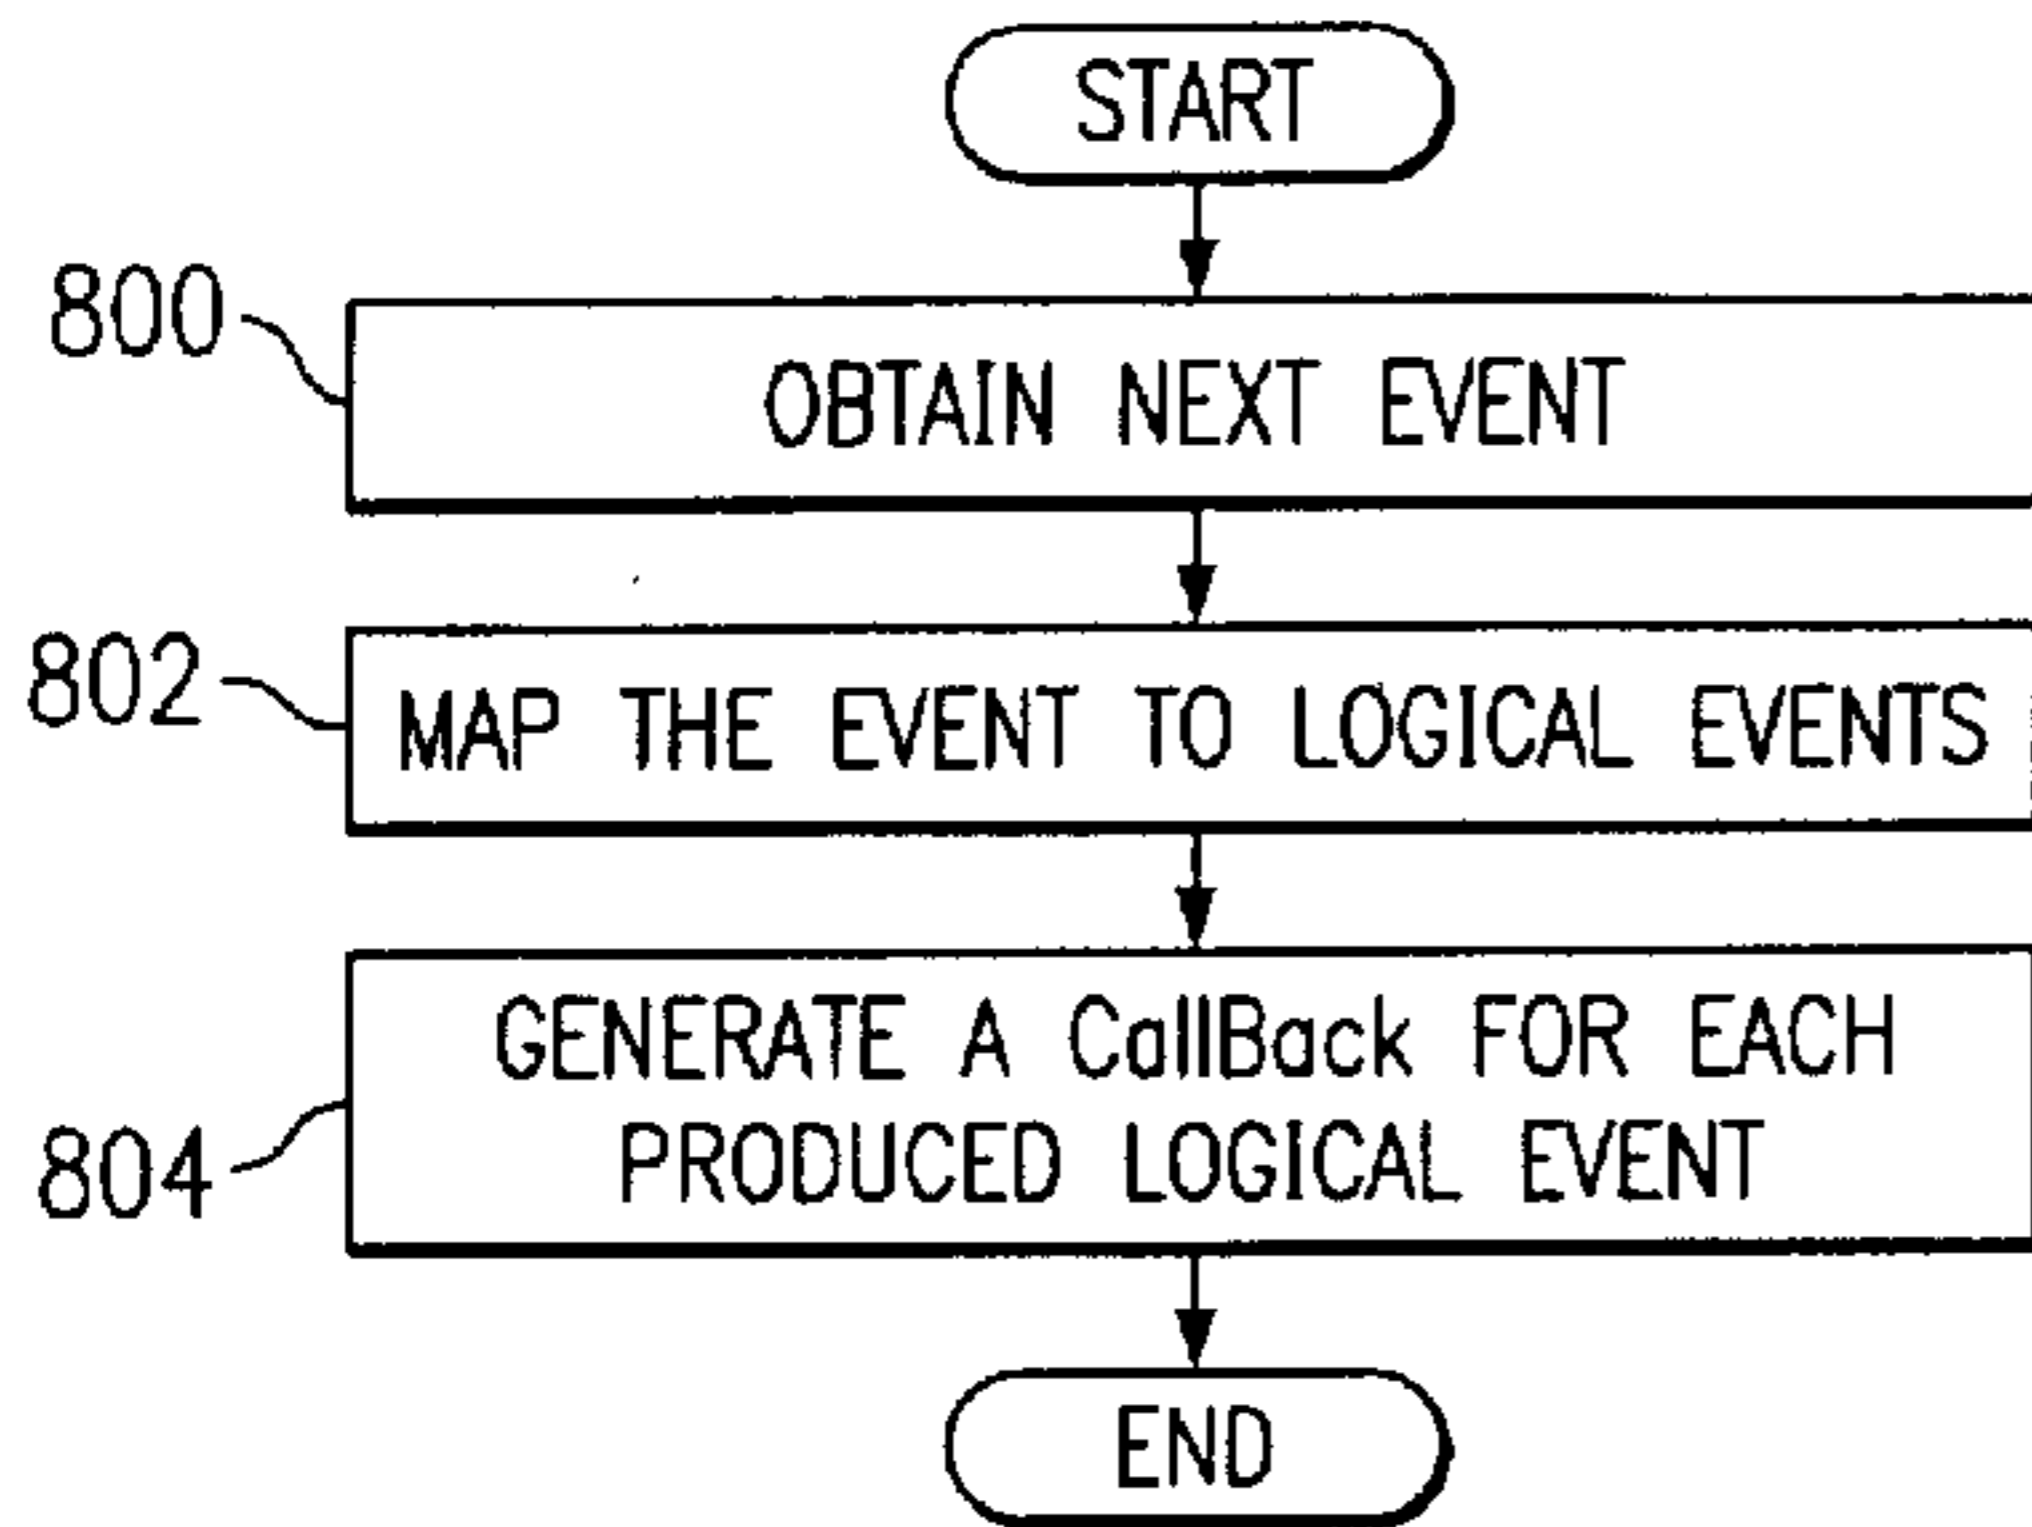 START
800
OBTAIN NEXT EVENT
802
MAP THE EVENT TO LOGICAL EVENTS
GENERATE A CallBack FOR EACH
PRODUCED LOGICAL EVENT
804
END